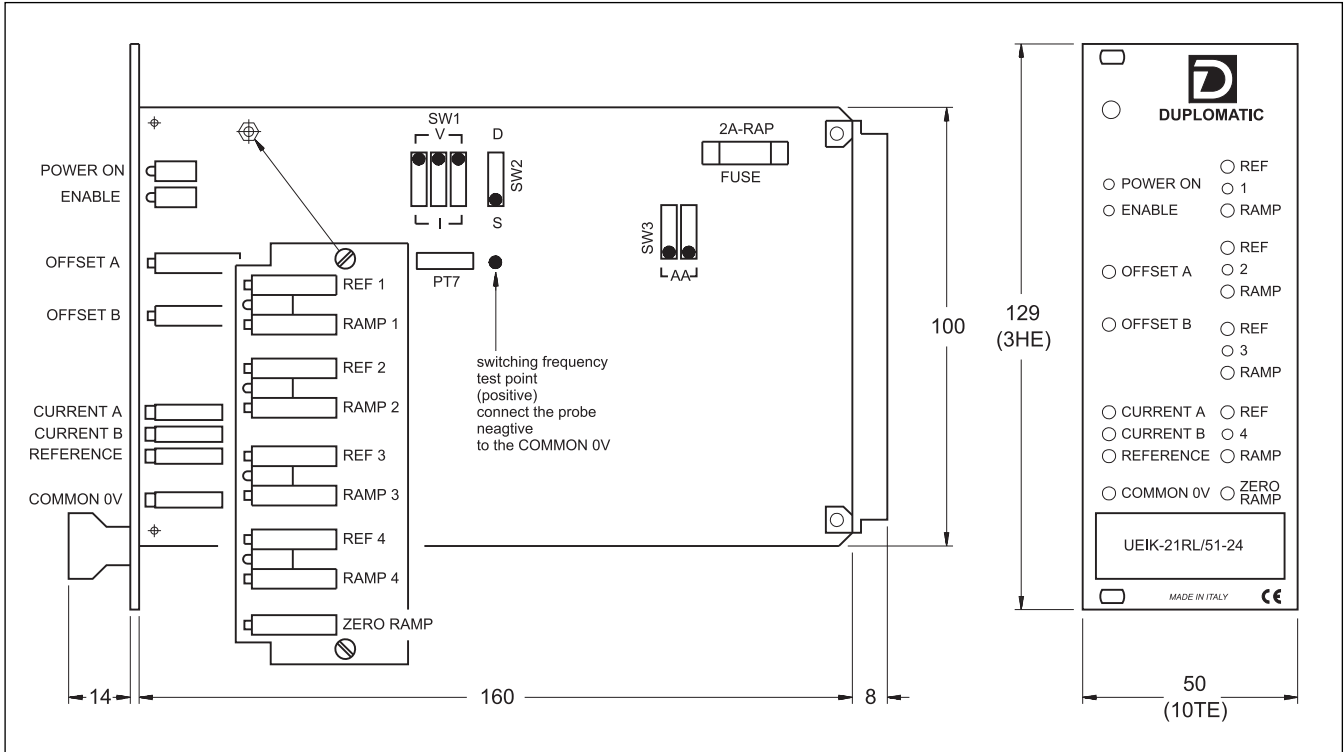 SW1
V
I
D
SW2
S
2A-RAP
FUSE
SW3
AA
PT7
POWER ON
ENABLE
OFFSET A
OFFSET B
CURRENT A
CURRENT B
REFERENCE
COMMON 0V
REF 1
RAMP 1
REF 2
RAMP 2
REF 3
RAMP 3
REF 4
RAMP 4
ZERO RAMP
switching frequency
test point
(positive)
connect the probe
neagtive
to the COMMON 0V
14
160
8
100
129
(3HE)
D
DUPLOMATIC
POWER ON
ENABLE
OFFSET A
OFFSET B
CURRENT A
CURRENT B
REFERENCE
COMMON 0V
REF
1
RAMP
REF
2
RAMP
REF
3
RAMP
REF
4
RAMP
ZERO
RAMP
UEIK-21RL/51-24
MADE IN ITALY CE
50
(10TE)